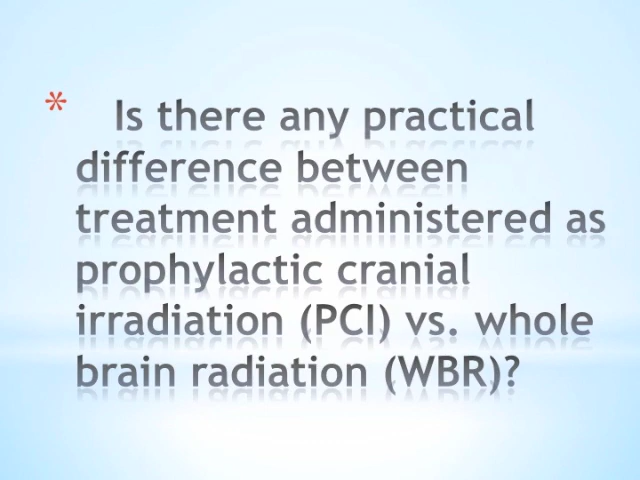 * Is there any practical
difference between
treatment administered as
prophylactic cranial
irradiation (PCI) vs. whole
brain radiation (WBR)?